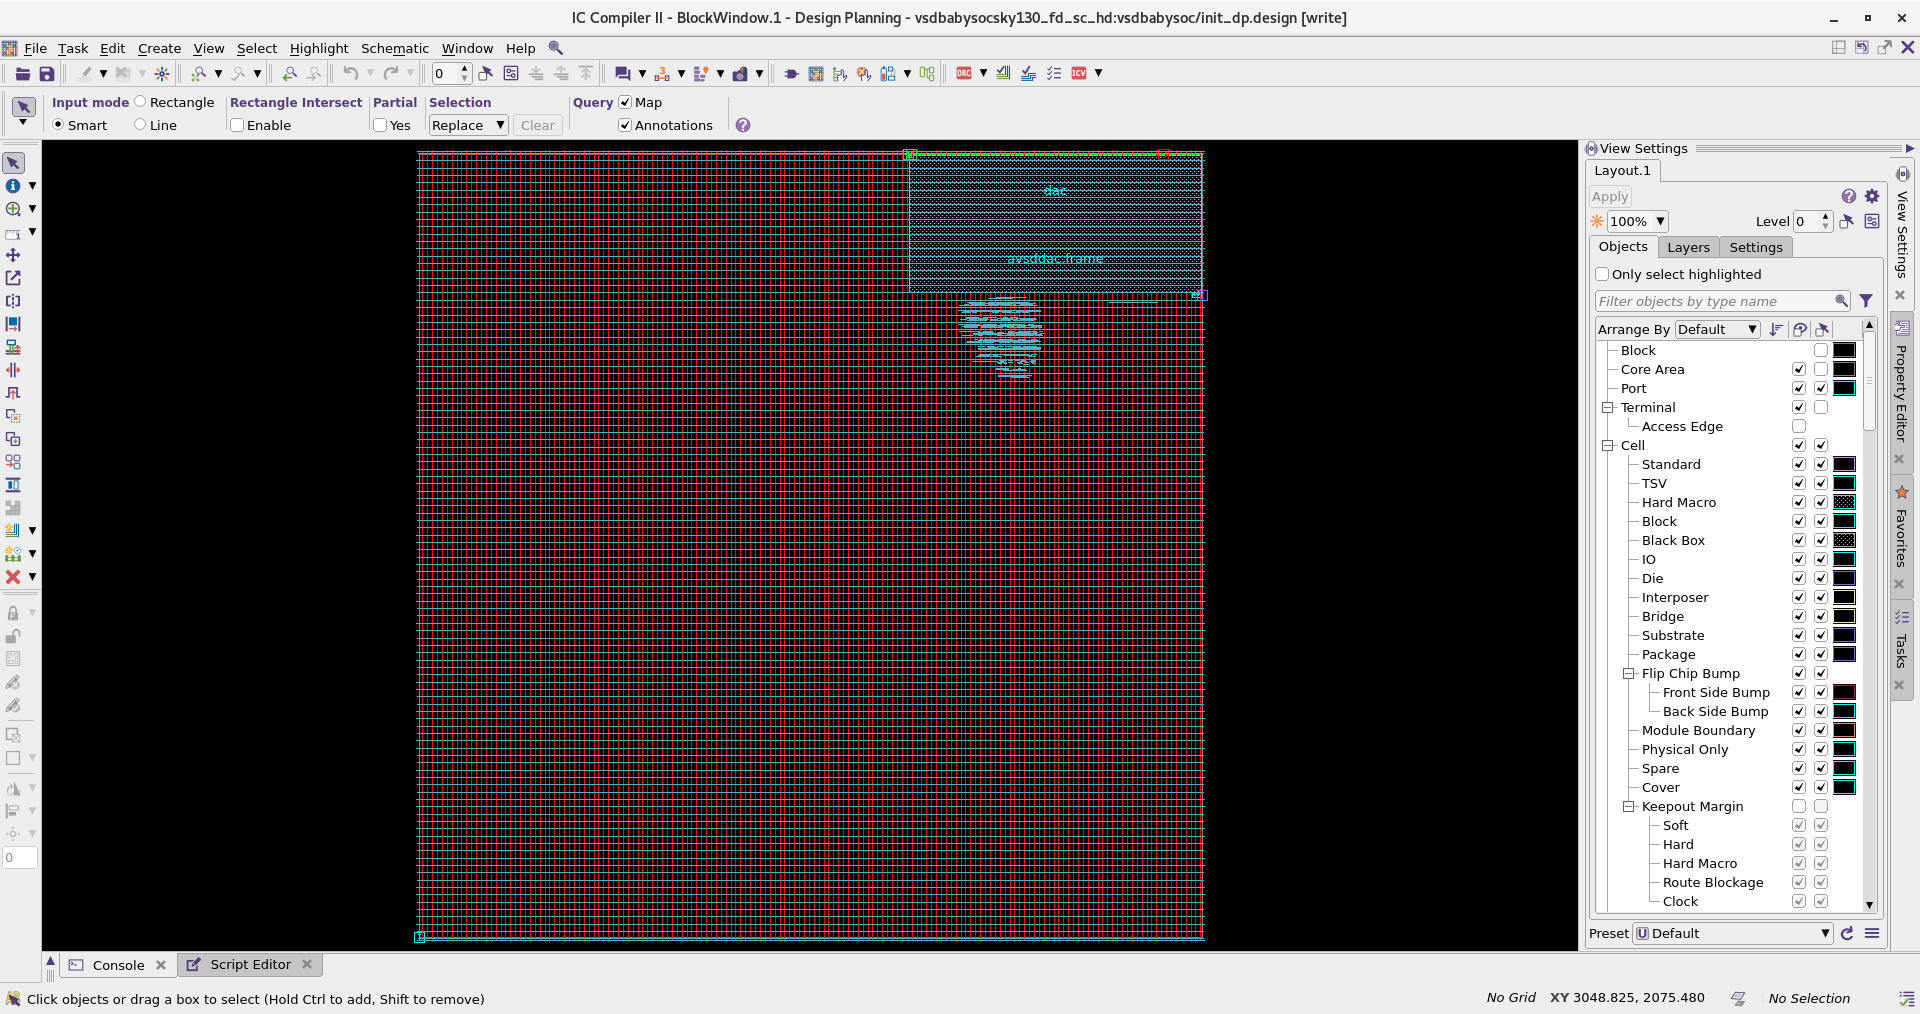 IC Compiler II - BlockWindow.1 - Design Planning - vsdbabysocsky130_fd_sc_hd:vsdbabysoc/init_dp.design [write]
File Task Edit Create View Select Highlight Schematic Window Help
0
DRC
ICV
Input mode Rectangle Rectangle Intersect Partial Selection Query Map
Smart Line Enable Yes Replace Clear Annotations
dac
avsddac.frame
View Settings
Layout.1
Apply
100% Level 0
Objects Layers Settings
Only select highlighted
Filter objects by type name
Arrange By Default
Block
Core Area
Port
Terminal
Access Edge
Cell
Standard
TSV
Hard Macro
Block
Black Box
IO
Die
Interposer
Bridge
Substrate
Package
Flip Chip Bump
Front Side Bump
Back Side Bump
Module Boundary
Physical Only
Spare
Cover
Keepout Margin
Soft
Hard
Hard Macro
Route Blockage
Clock
Preset Default
View Settings
Property Editor
Favorites
Tasks
0
Console Script Editor
Click objects or drag a box to select (Hold Ctrl to add, Shift to remove)
No Grid XY 3048.825, 2075.480 No Selection